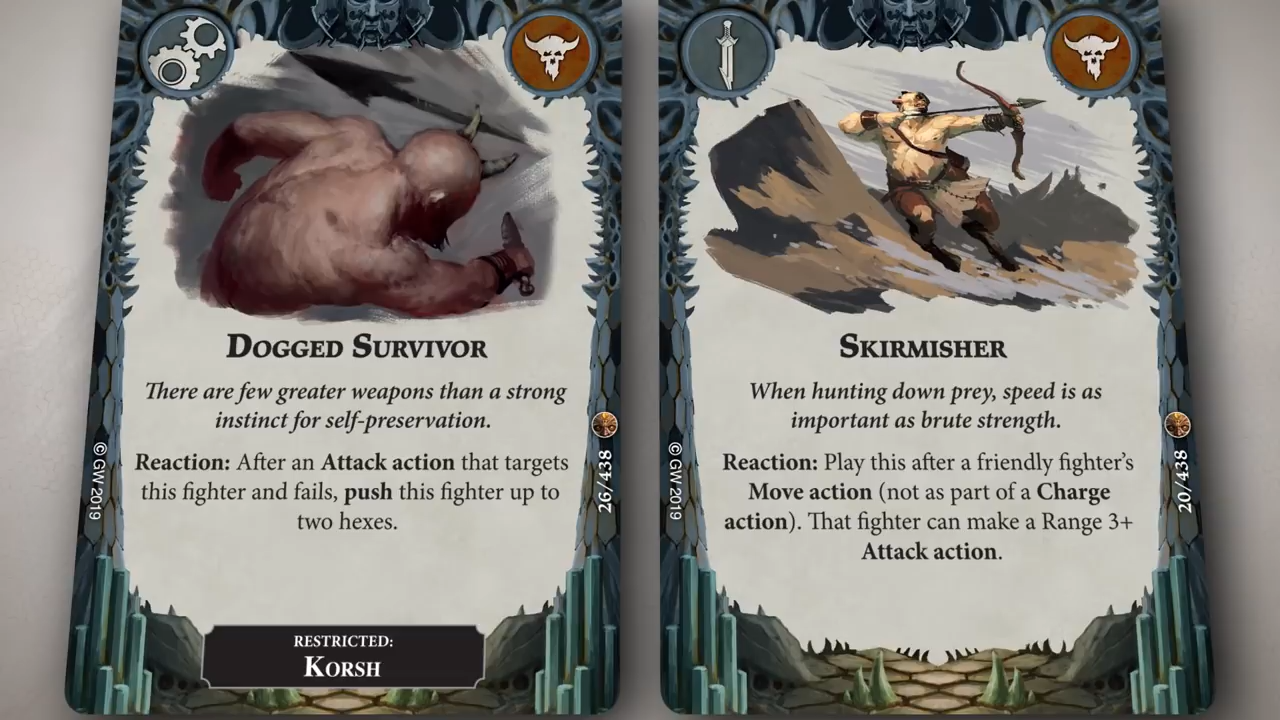 Dogged Survivor
There are few greater weapons than a strong
instinct for self-preservation.
Reaction: After an Attack action that targets
this fighter and fails, push this fighter up to
two hexes.
© GW 2019
26/438
RESTRICTED:
Korsh
Skirmisher
When hunting down prey, speed is as
important as brute strength.
Reaction: Play this after a friendly fighter's
Move action (not as part of a Charge
action). That fighter can make a Range 3+
Attack action.
© GW 2019
20/438